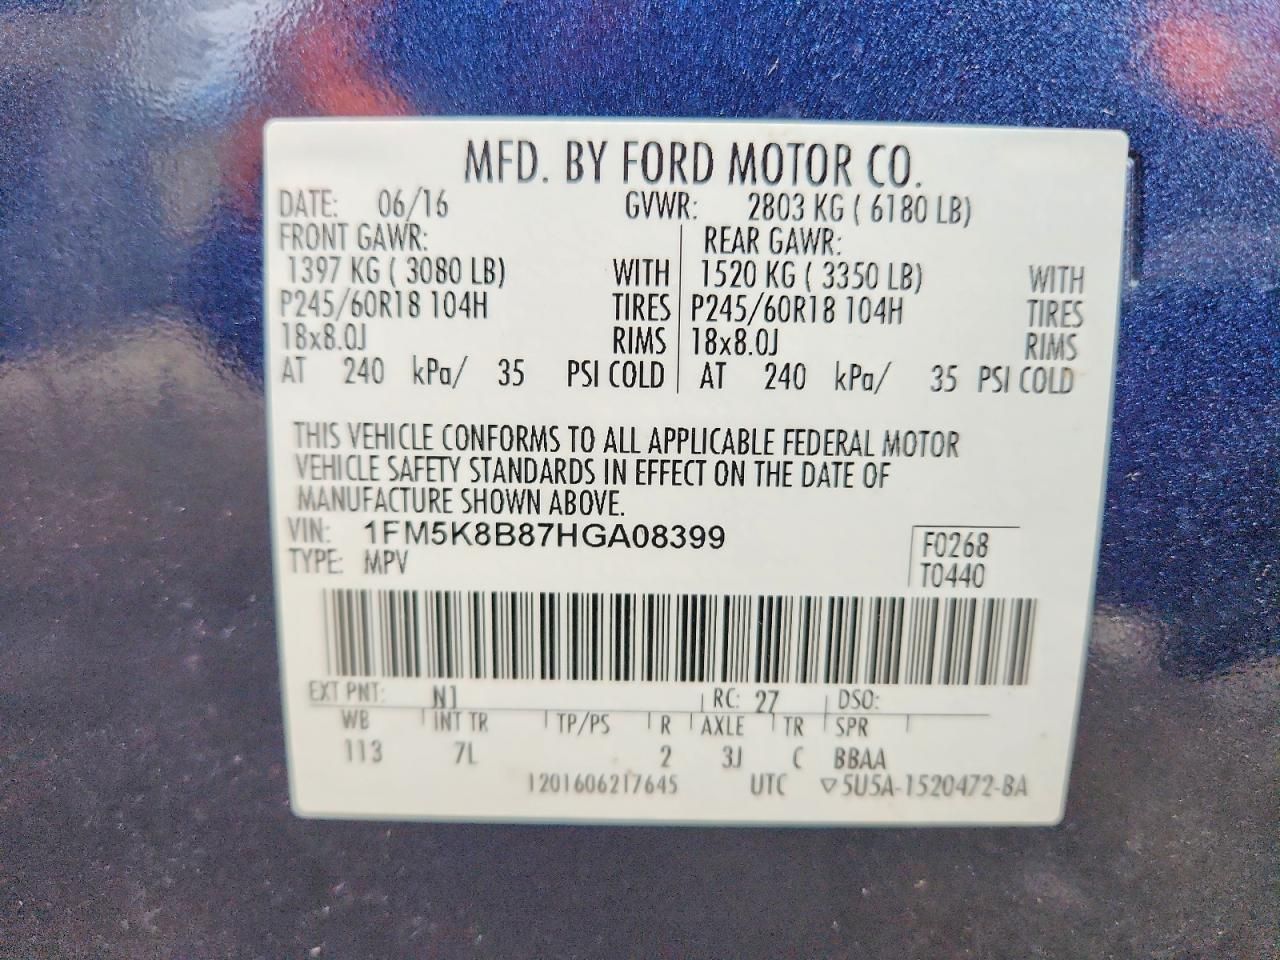 MFD. BY FORD MOTOR CO.
DATE: 06/16 GVWR: 2803 KG ( 6180 LB)
FRONT GAWR: REAR GAWR:
1397 KG ( 3080 LB) WITH 1520 KG ( 3350 LB) WITH
P245/60R18 104H TIRES P245/60R18 104H TIRES
18x8.0J RIMS 18x8.0J RIMS
AT 240 kPa/ 35 PSI COLD AT 240 kPa/ 35 PSI COLD
THIS VEHICLE CONFORMS TO ALL APPLICABLE FEDERAL MOTOR
VEHICLE SAFETY STANDARDS IN EFFECT ON THE DATE OF
MANUFACTURE SHOWN ABOVE.
VIN: 1FM5K8B87HGA08399 F0268
TYPE: MPV T0440
EXT PNT: N1 RC: 27 DSO:
WB INT TR TP/PS R AXLE TR SPR
113 7L 2 3J C BBAA
1201606217645 UTC ▽5U5A-1520472-BA